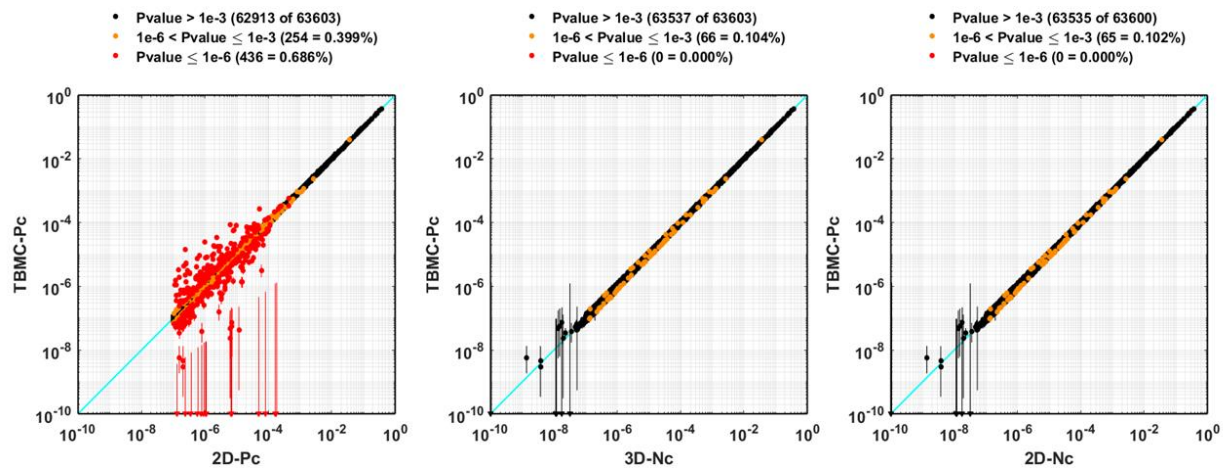 Pvalue > 1e-3 (62913 of 63603)
1e-6 < Pvalue ≤ 1e-3 (254 = 0.399%)
Pvalue ≤ 1e-6 (436 = 0.686%)
10^0
10^-2
10^-4
10^-6
10^-8
10^-10
TBMC-Pc
10^-10 10^-8 10^-6 10^-4 10^-2 10^0
2D-Pc
Pvalue > 1e-3 (63537 of 63603)
1e-6 < Pvalue ≤ 1e-3 (66 = 0.104%)
Pvalue ≤ 1e-6 (0 = 0.000%)
10^0
10^-2
10^-4
10^-6
10^-8
10^-10
TBMC-Pc
10^-10 10^-8 10^-6 10^-4 10^-2 10^0
3D-Nc
Pvalue > 1e-3 (63535 of 63600)
1e-6 < Pvalue ≤ 1e-3 (65 = 0.102%)
Pvalue ≤ 1e-6 (0 = 0.000%)
10^0
10^-2
10^-4
10^-6
10^-8
10^-10
TBMC-Pc
10^-10 10^-8 10^-6 10^-4 10^-2 10^0
2D-Nc